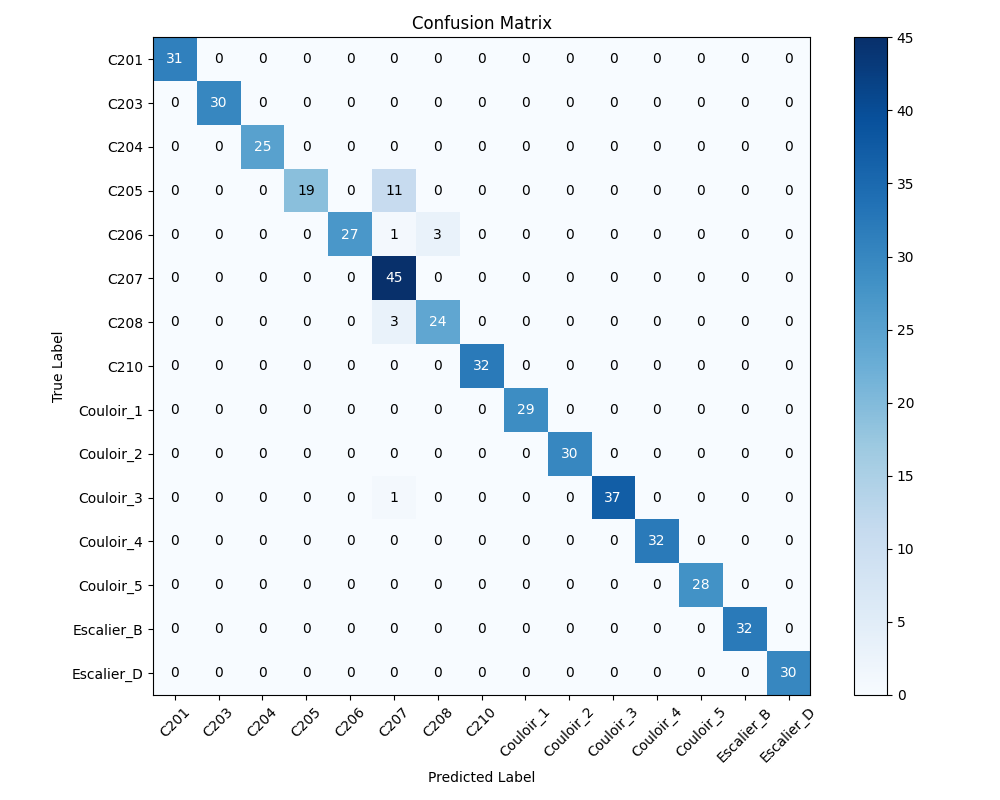 Confusion Matrix
C201 31 0 0 0 0 0 0 0 0 0 0 0 0 0 0
C203 0 30 0 0 0 0 0 0 0 0 0 0 0 0 0
C204 0 0 25 0 0 0 0 0 0 0 0 0 0 0 0
C205 0 0 0 19 0 11 0 0 0 0 0 0 0 0 0
C206 0 0 0 0 27 1 3 0 0 0 0 0 0 0 0
C207 0 0 0 0 0 45 0 0 0 0 0 0 0 0 0
C208 0 0 0 0 0 3 24 0 0 0 0 0 0 0 0
C210 0 0 0 0 0 0 0 32 0 0 0 0 0 0 0
Couloir_1 0 0 0 0 0 0 0 0 29 0 0 0 0 0 0
Couloir_2 0 0 0 0 0 0 0 0 0 30 0 0 0 0 0
Couloir_3 0 0 0 0 0 1 0 0 0 0 37 0 0 0 0
Couloir_4 0 0 0 0 0 0 0 0 0 0 0 32 0 0 0
Couloir_5 0 0 0 0 0 0 0 0 0 0 0 0 28 0 0
Escalier_B 0 0 0 0 0 0 0 0 0 0 0 0 0 32 0
Escalier_D 0 0 0 0 0 0 0 0 0 0 0 0 0 0 30
C201 C203 C204 C205 C206 C207 C208 C210 Couloir_1 Couloir_2 Couloir_3 Couloir_4 Couloir_5 Escalier_B Escalier_D
Predicted Label
True Label
45
40
35
30
25
20
15
10
5
0